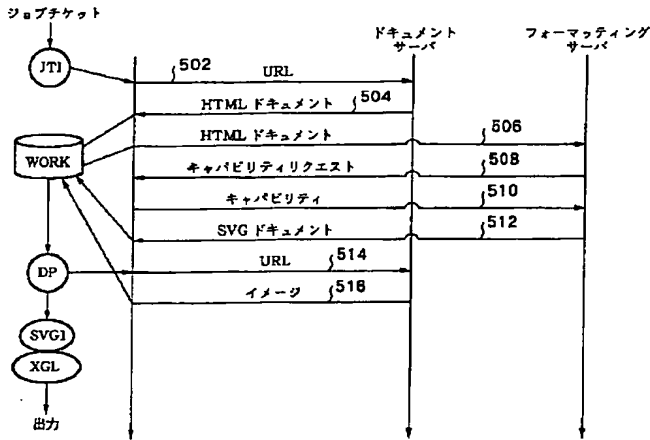 ジョブチケット
ドキュメント
サーバ
フォーマッティング
サーバ
JTI
502
URL
HTML ドキュメント
504
HTML ドキュメント
506
WORK
キャパビリティリクエスト
508
キャパビリティ
510
SVG ドキュメント
512
DP
URL
514
イメージ
516
SVGI
XGL
出力